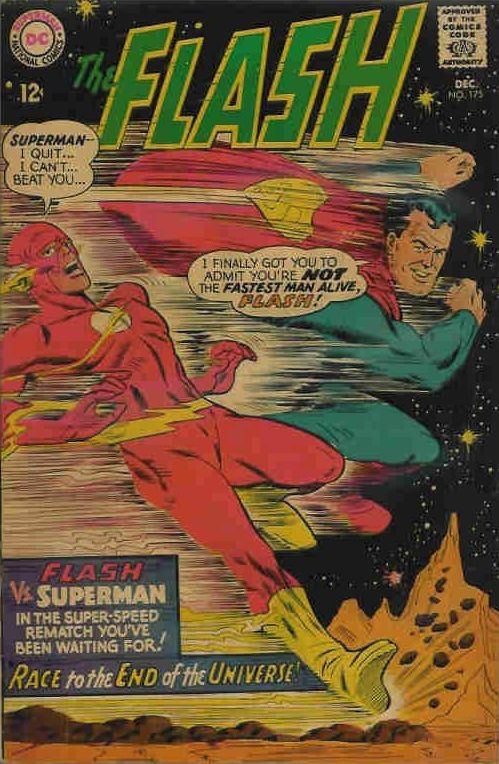 SUPERMAN
DC
NATIONAL COMICS
The FLASH
APPROVED
BY THE
COMICS
CODE
CA
AUTHORITY
12¢
DEC.
NO. 175
SUPERMAN--
I QUIT...
I CAN'T...
BEAT YOU...
I FINALLY GOT YOU TO
ADMIT YOU'RE NOT
THE FASTEST MAN ALIVE,
FLASH!
FLASH
Vs. SUPERMAN
IN THE SUPER-SPEED
REMATCH YOU'VE
BEEN WAITING FOR!
"RACE to the END of the UNIVERSE!"